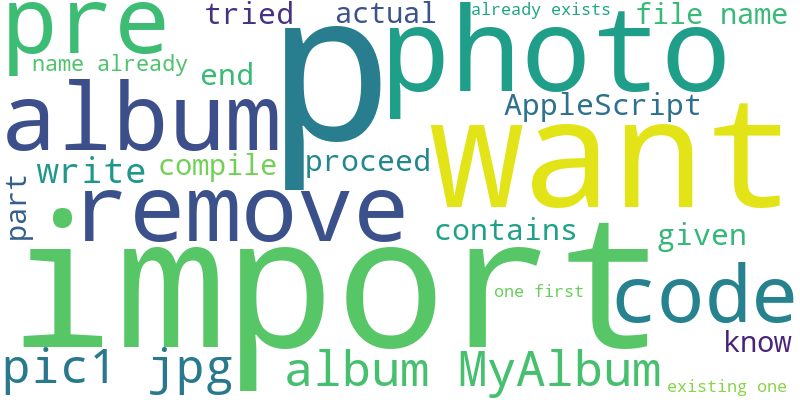 pre
tried
actual
already exists
file name
name already
end
p
photo
album
AppleScript
want
write
compile
proceed
part
remove
contains
given
import
one first
code
know
pic1 jpg
album MyAlbum
existing one